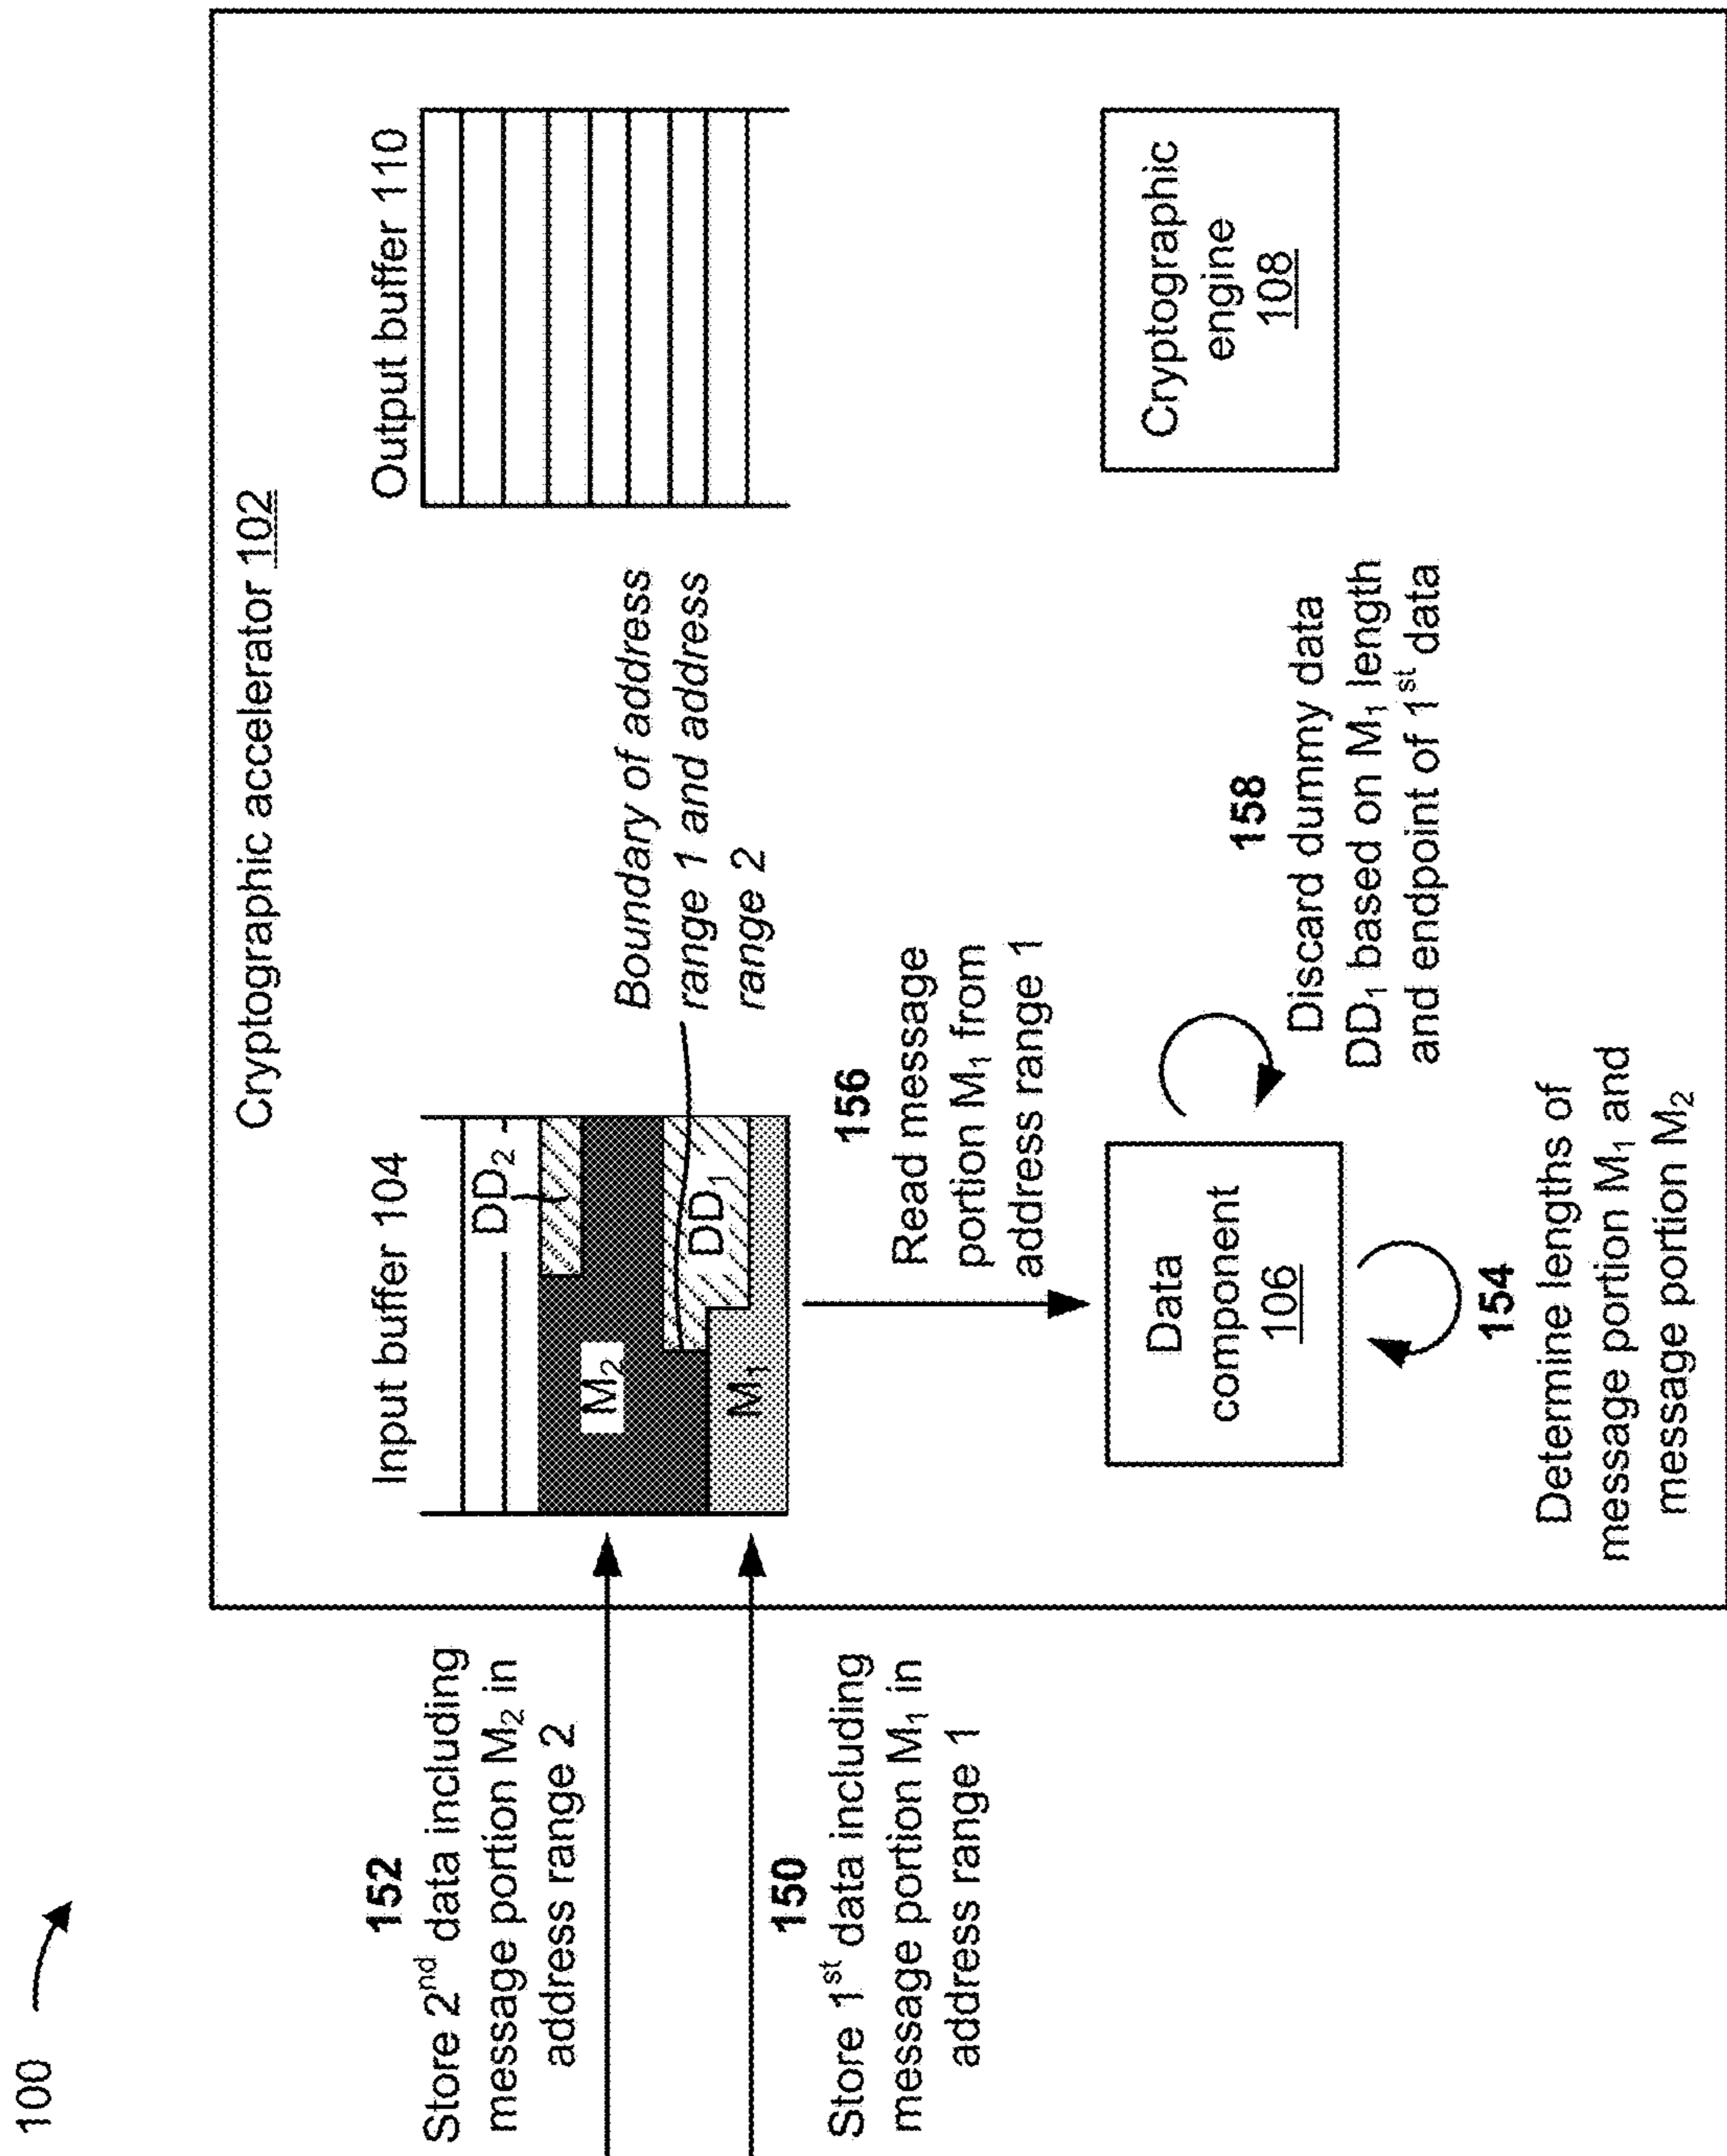 100
Cryptographic accelerator 102
152
Store 2nd data including
message portion M₂ in
address range 2
150
Store 1st data including
message portion M₁ in
address range 1
Input buffer 104
DD₂
M₂
DD₁
M₁
Boundary of address
range 1 and address
range 2
Output buffer 110
156
Read message
portion M₁ from
address range 1
Data
component
106
154
Determine lengths of
message portion M₁ and
message portion M₂
158
Discard dummy data
DD₁ based on M₁ length
and endpoint of 1st data
Cryptographic
engine
108